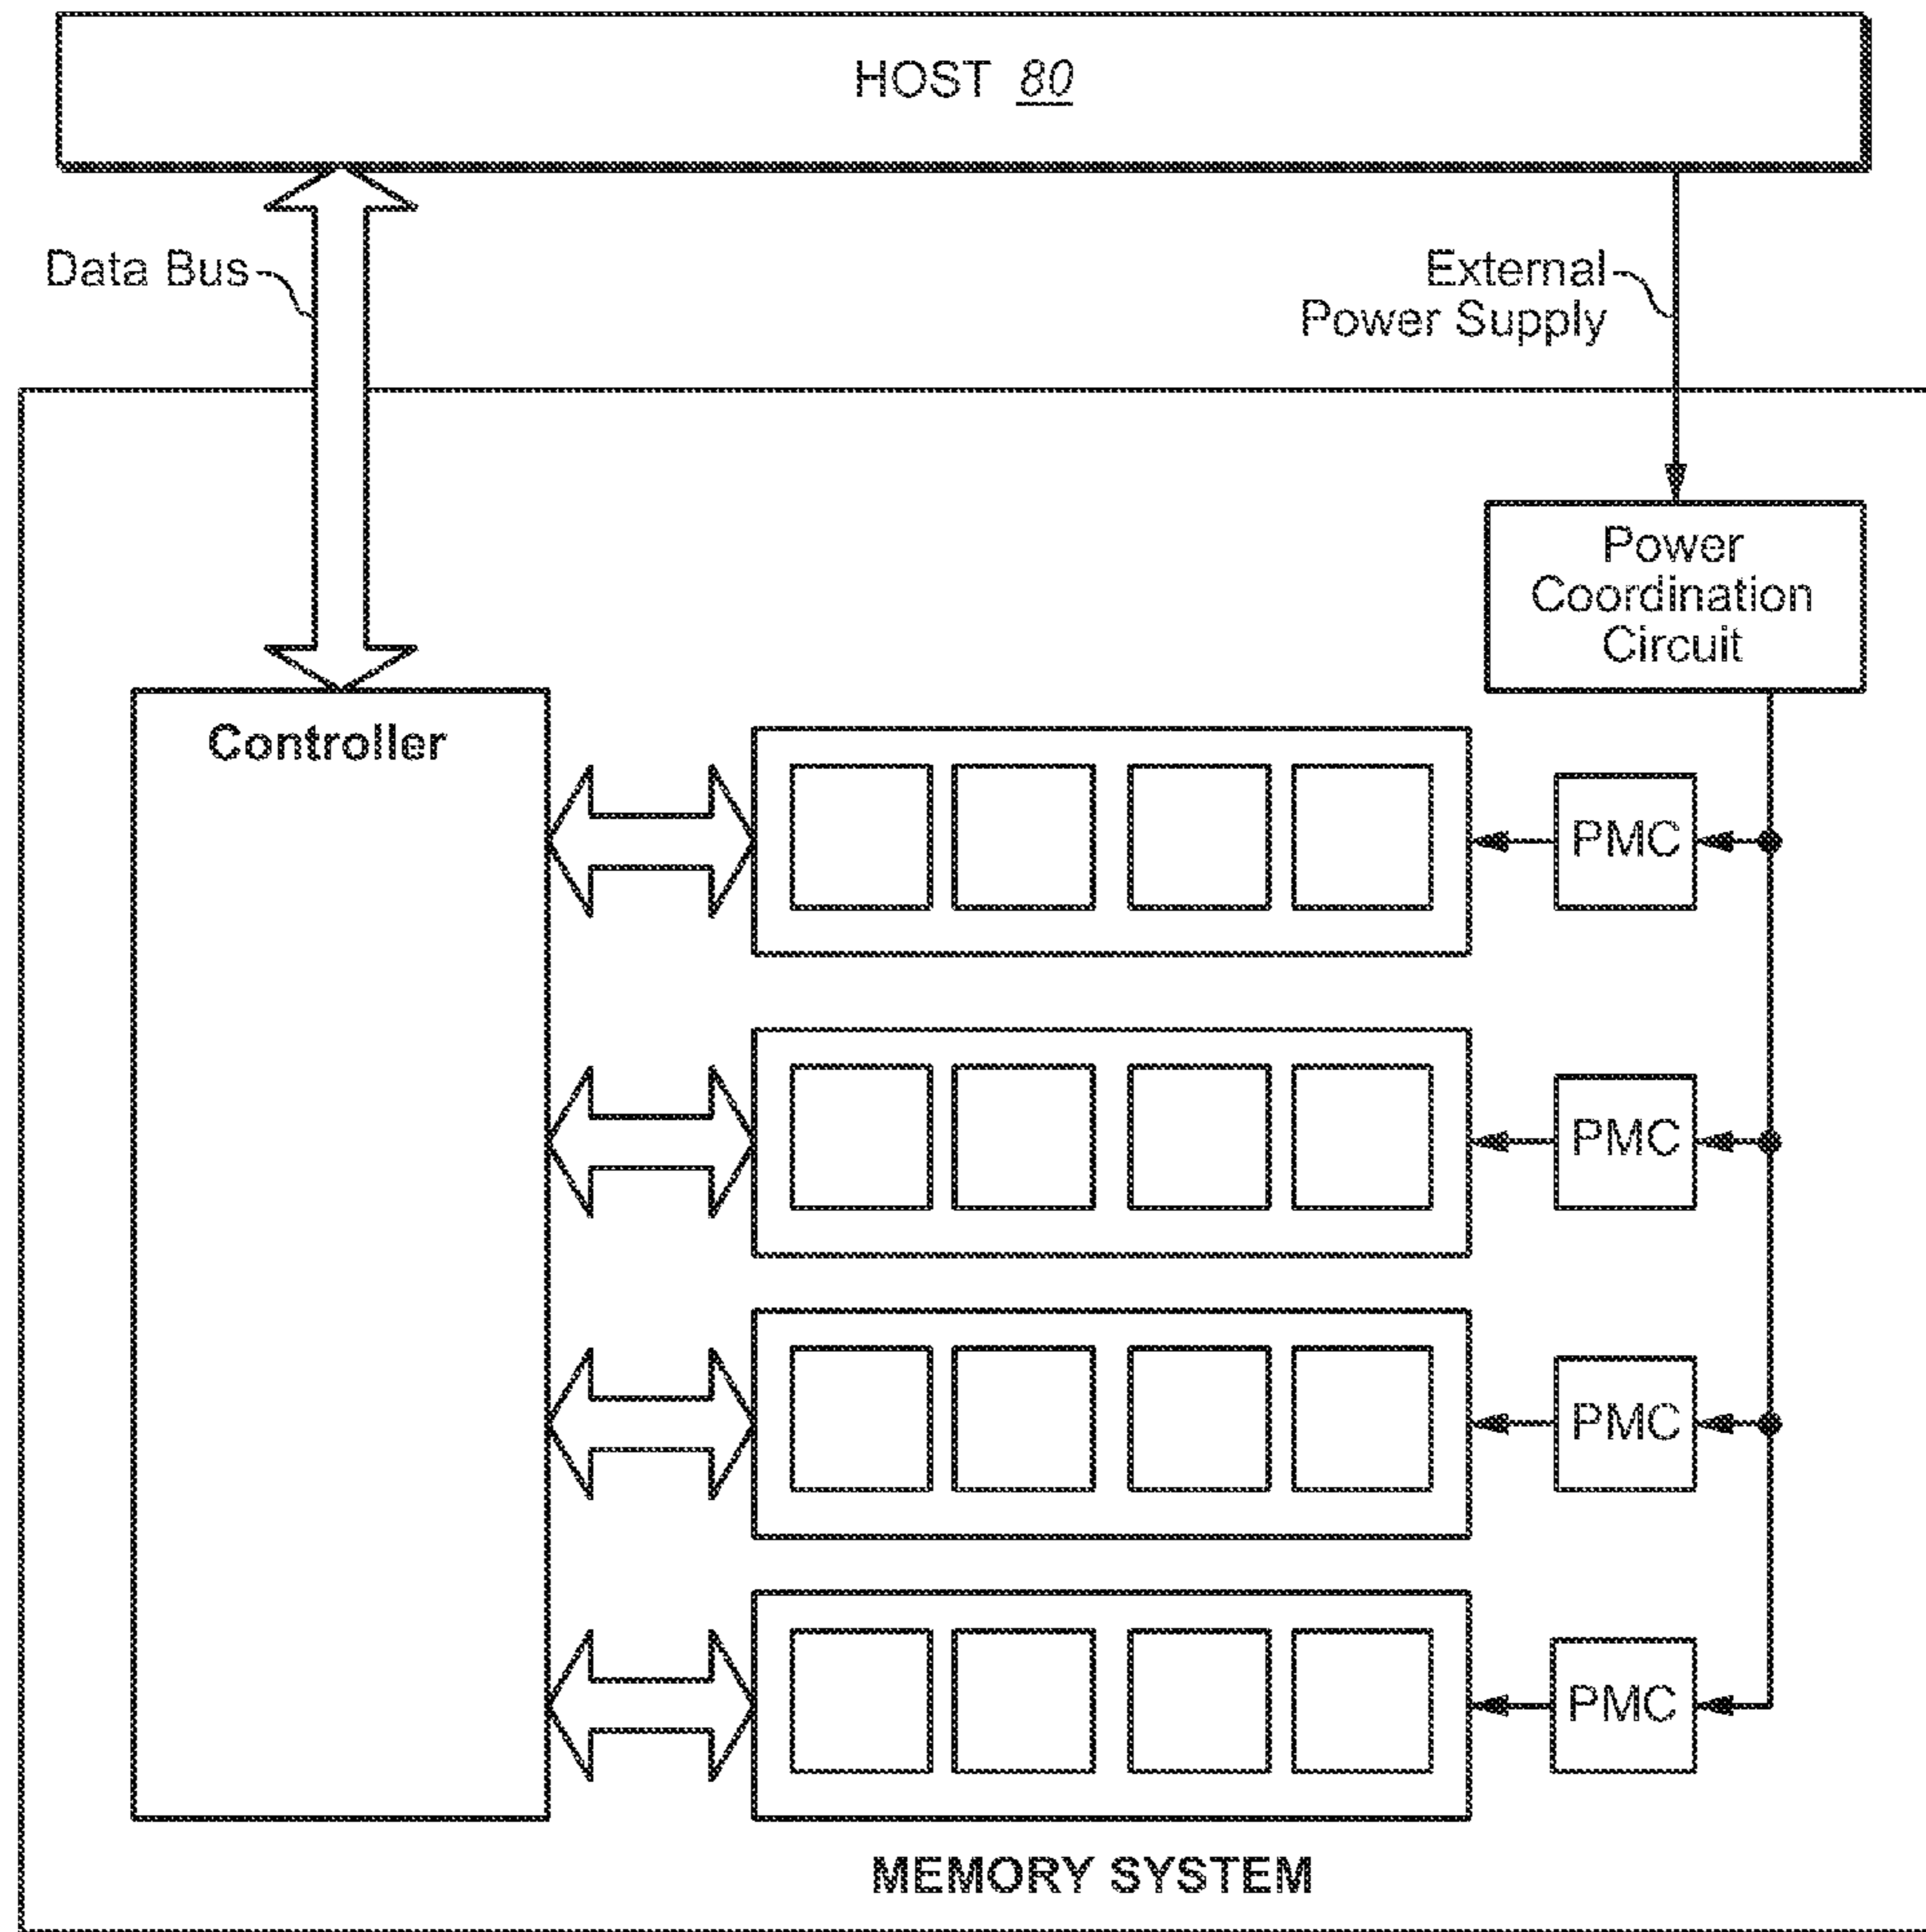 HOST 80
Data Bus
External
Power Supply
Power
Coordination
Circuit
Controller
PMC
PMC
PMC
PMC
MEMORY SYSTEM